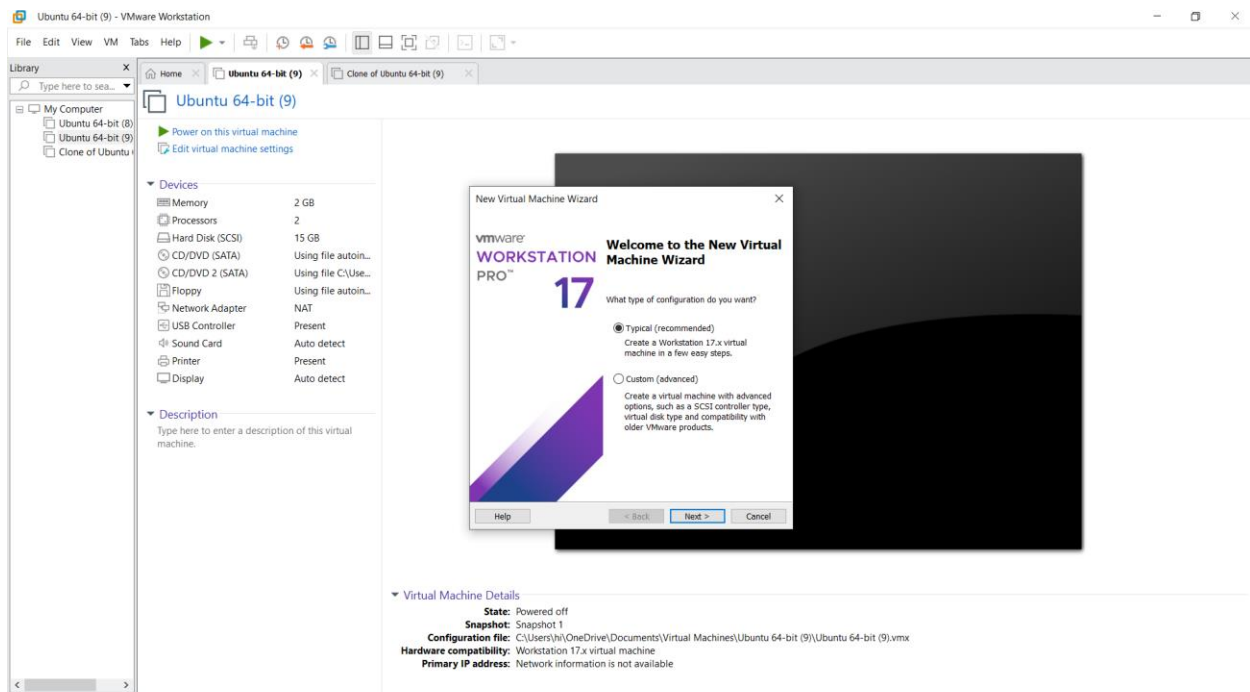 Ubuntu 64-bit (9) - VMware Workstation
File Edit View VM Tabs Help
Library X
Type here to sea...
My Computer
Ubuntu 64-bit (8)
Ubuntu 64-bit (9)
Clone of Ubuntu
Home
Ubuntu 64-bit (9)
Clone of Ubuntu 64-bit (9)
Ubuntu 64-bit (9)
Power on this virtual machine
Edit virtual machine settings
Devices
Memory 2 GB
Processors 2
Hard Disk (SCSI) 15 GB
CD/DVD (SATA) Using file autoin...
CD/DVD 2 (SATA) Using file C:\Use...
Floppy Using file autoin...
Network Adapter NAT
USB Controller Present
Sound Card Auto detect
Printer Present
Display Auto detect
Description
Type here to enter a description of this virtual
machine.
New Virtual Machine Wizard
vmware®
WORKSTATION
PRO™
17
Welcome to the New Virtual
Machine Wizard
What type of configuration do you want?
Typical (recommended)
Create a Workstation 17.x virtual
machine in a few easy steps.
Custom (advanced)
Create a virtual machine with advanced
options, such as a SCSI controller type,
virtual disk type and compatibility with
older VMware products.
Help < Back Next > Cancel
Virtual Machine Details
State: Powered off
Snapshot: Snapshot 1
Configuration file: C:\Users\hi\OneDrive\Documents\Virtual Machines\Ubuntu 64-bit (9)\Ubuntu 64-bit (9).vmx
Hardware compatibility: Workstation 17.x virtual machine
Primary IP address: Network information is not available